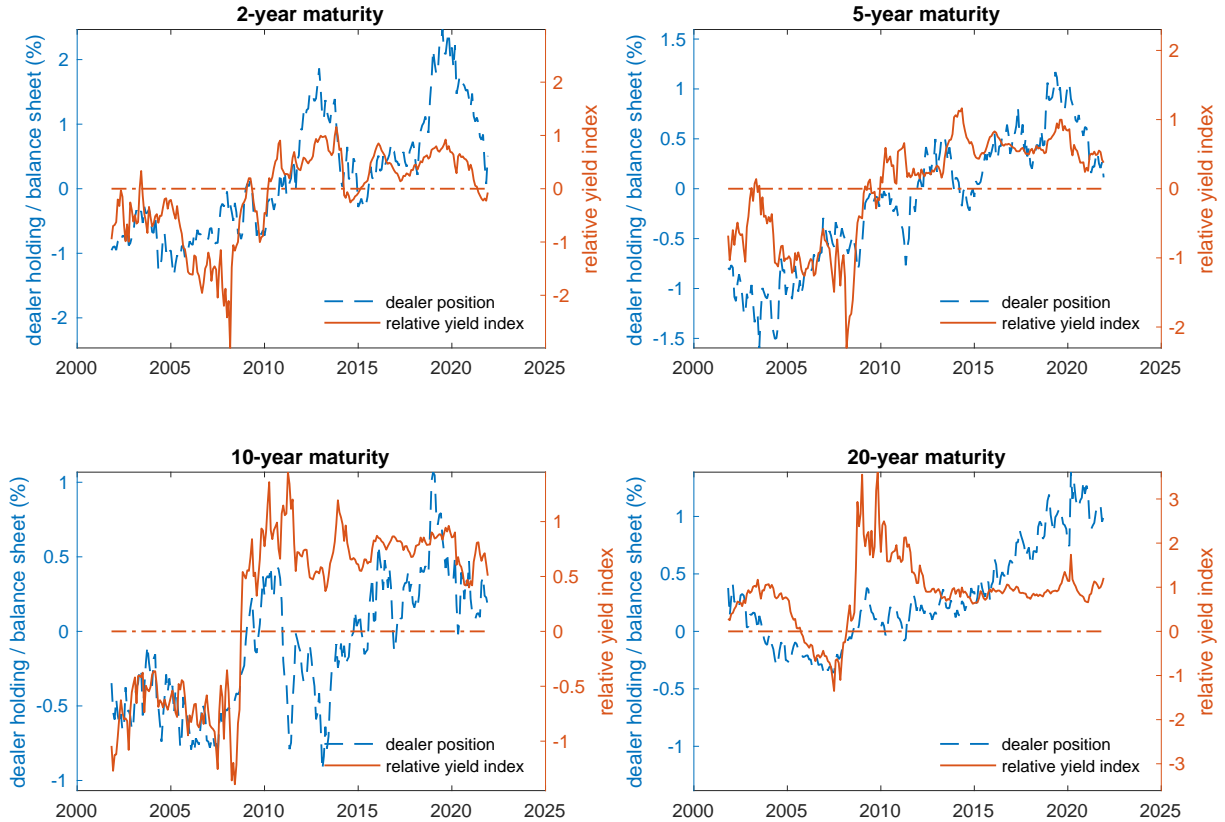 2-year maturity
dealer holding / balance sheet (%)
2
1
0
-1
-2
2
1
0
-1
-2
relative yield index
dealer position
relative yield index
2000 2005 2010 2015 2020 2025
5-year maturity
dealer holding / balance sheet (%)
1.5
1
0.5
0
-0.5
-1
-1.5
2
1
0
-1
-2
relative yield index
dealer position
relative yield index
2000 2005 2010 2015 2020 2025
10-year maturity
dealer holding / balance sheet (%)
1
0.5
0
-0.5
-1
1
0.5
0
-0.5
-1
relative yield index
dealer position
relative yield index
2000 2005 2010 2015 2020 2025
20-year maturity
dealer holding / balance sheet (%)
1
0.5
0
-0.5
-1
3
2
1
0
-1
-2
-3
relative yield index
dealer position
relative yield index
2000 2005 2010 2015 2020 2025